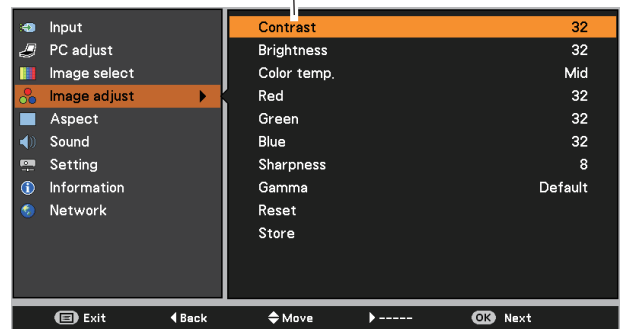 Input
PC adjust
Image select
Image adjust
Aspect
Sound
Setting
Information
Network
Contrast 32
Brightness 32
Color temp. Mid
Red 32
Green 32
Blue 32
Sharpness 8
Gamma Default
Reset
Store
Exit Back Move ----- OK Next